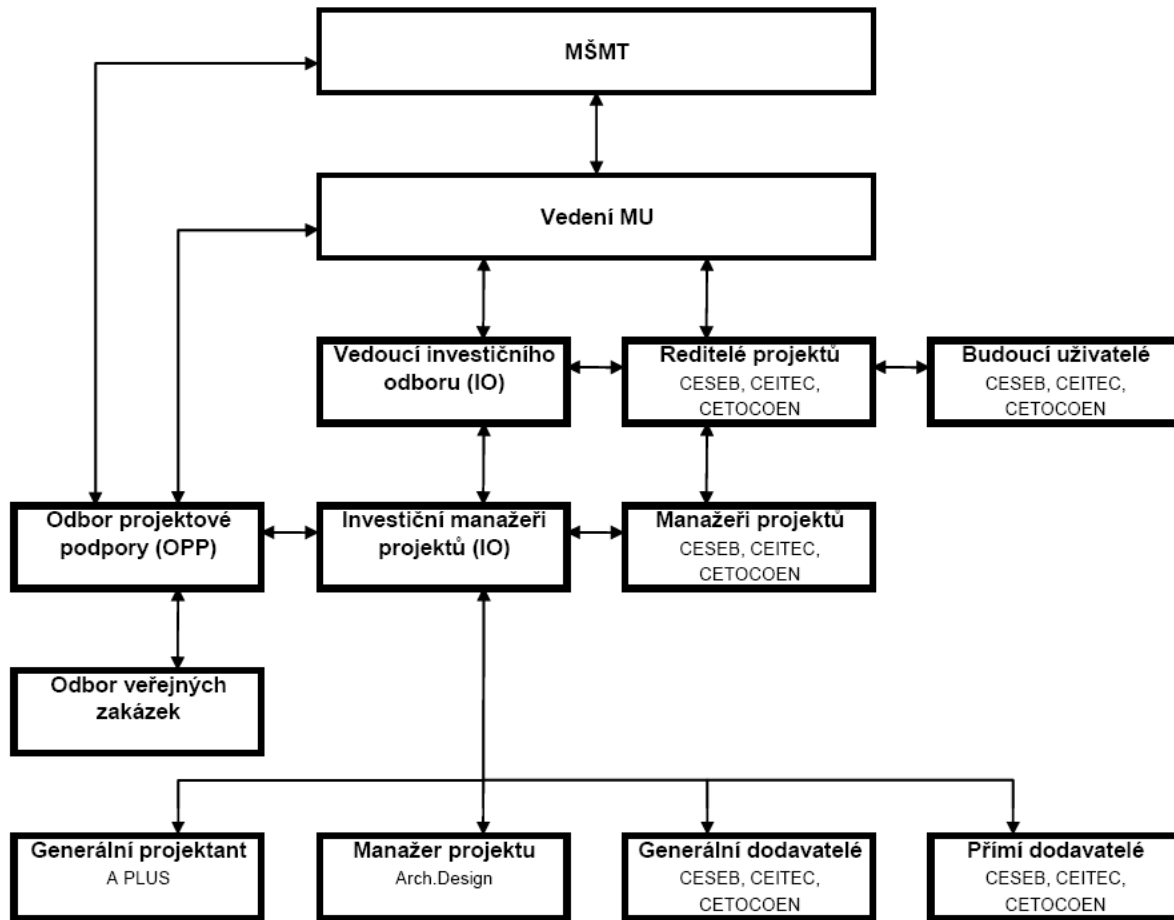 MŠMT
Vedení MU
Vedoucí investičního
odboru (IO)
Reditelé projektů
CESEB, CEITEC,
CETOCOEN
Budoucí uživatelé
CESEB, CEITEC,
CETOCOEN
Odbor projektové
podpory (OPP)
Investiční manažeři
projektů (IO)
Manažeři projektů
CESEB, CEITEC,
CETOCOEN
Odbor veřejných
zakázek
Generální projektant
A PLUS
Manažer projektu
Arch.Design
Generální dodavatelé
CESEB, CEITEC,
CETOCOEN
Přímí dodavatelé
CESEB, CEITEC,
CETOCOEN